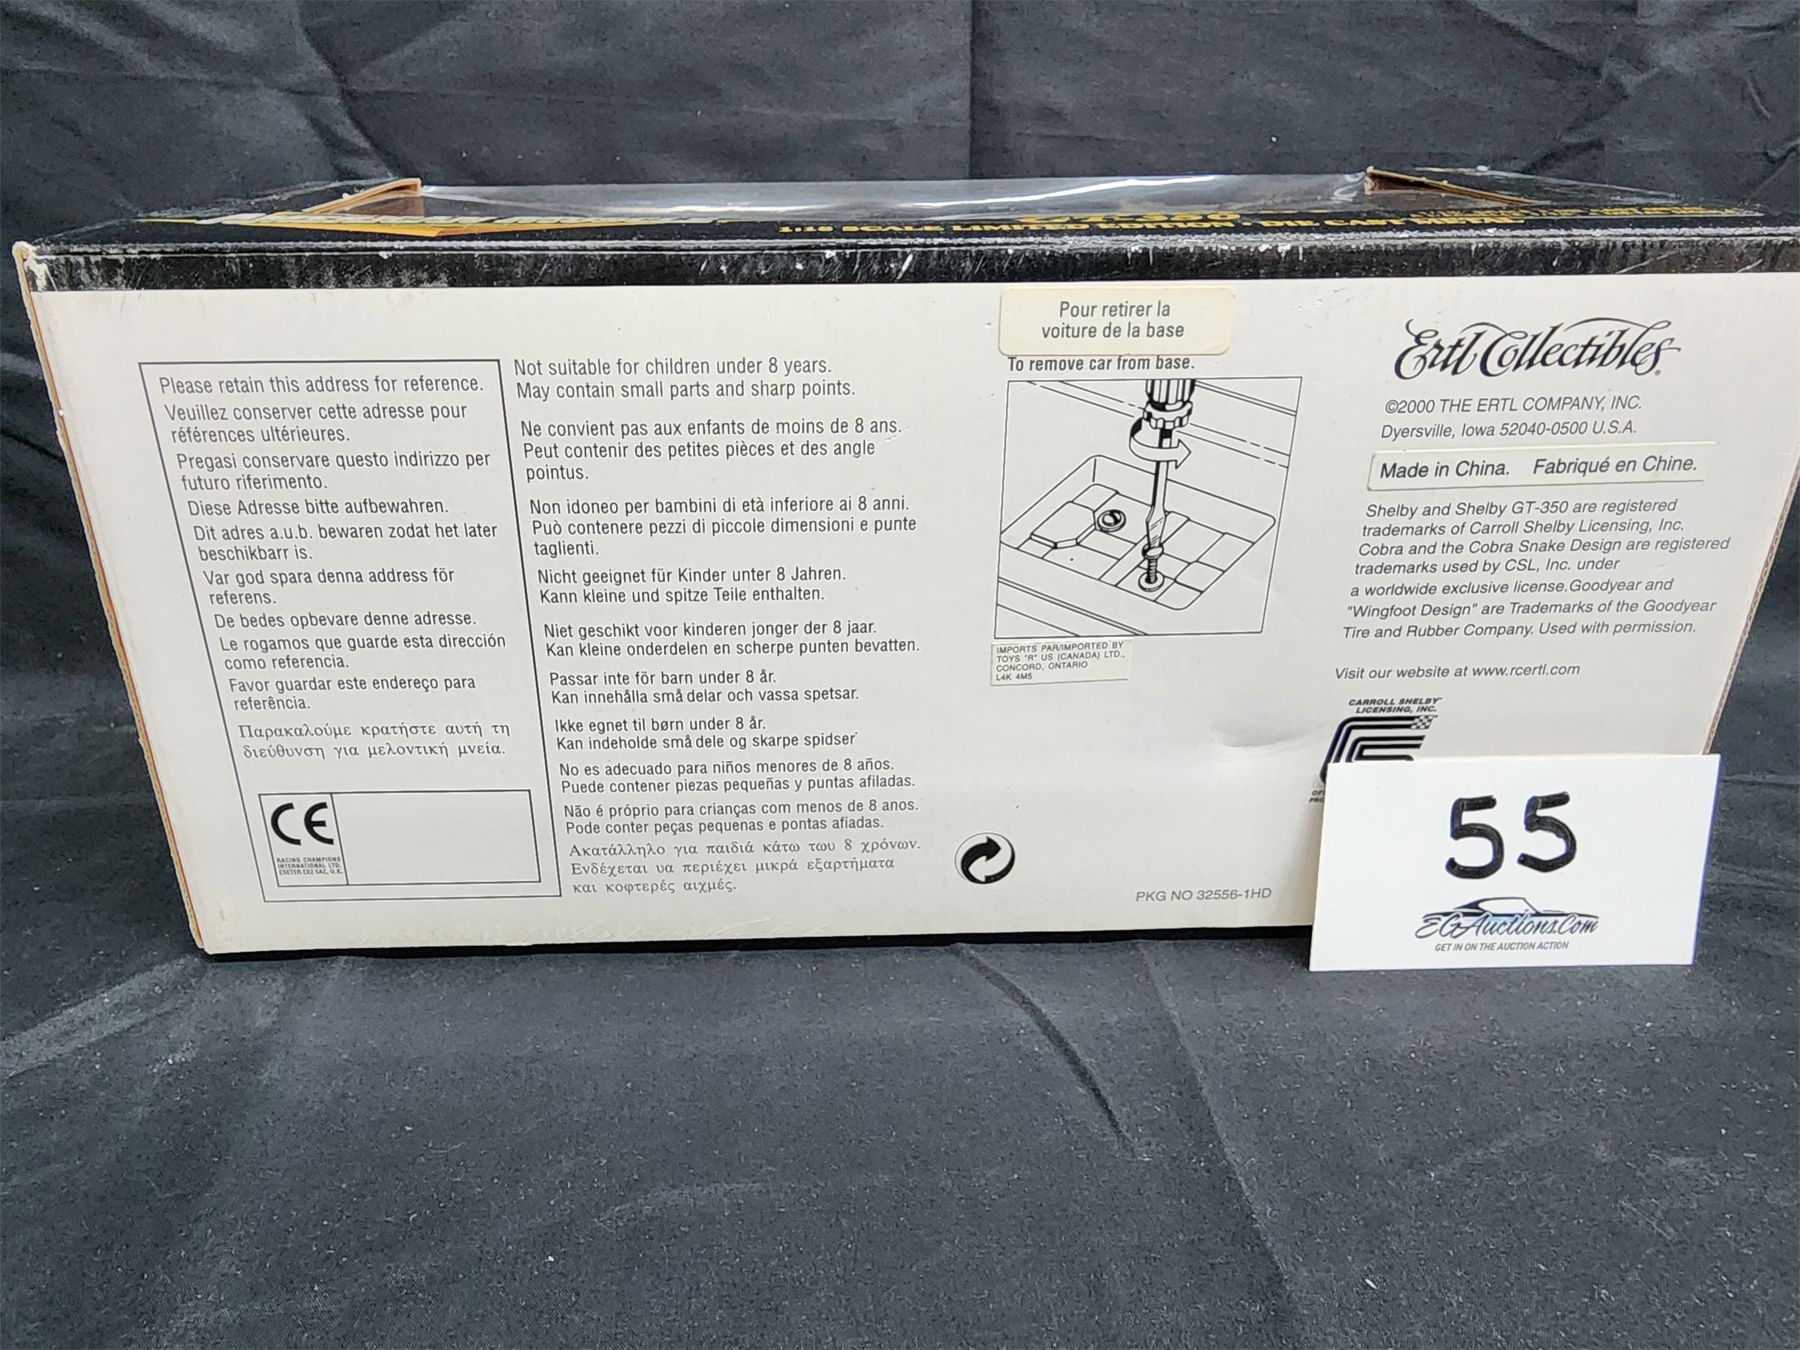 GT-350
1:18 SCALE LIMITED EDITION · DIE CAST METAL
Please retain this address for reference.
Veuillez conserver cette adresse pour
références ultérieures.
Pregasi conservare questo indirizzo per
futuro riferimento.
Diese Adresse bitte aufbewahren.
Dit adres a.u.b. bewaren zodat het later
beschikbarr is.
Var god spara denna address för
referens.
De bedes opbevare denne adresse.
Le rogamos que guarde esta dirección
como referencia.
Favor guardar este endereço para
referência.
Παρακαλούμε κρατήστε αυτή τη
διεύθυνση για μελοντική μνεία.
CE
RACING CHAMPIONS
INTERNATIONAL LTD.
EXETER EX2 8AZ, U.K.
Not suitable for children under 8 years.
May contain small parts and sharp points.
Ne convient pas aux enfants de moins de 8 ans.
Peut contenir des petites pièces et des angle
pointus.
Non idoneo per bambini di età inferiore ai 8 anni.
Può contenere pezzi di piccole dimensioni e punte
taglienti.
Nicht geeignet für Kinder unter 8 Jahren.
Kann kleine und spitze Teile enthalten.
Niet geschikt voor kinderen jonger der 8 jaar.
Kan kleine onderdelen en scherpe punten bevatten.
Passar inte för barn under 8 år.
Kan innehålla små delar och vassa spetsar.
Ikke egnet til børn under 8 år.
Kan indeholde små dele og skarpe spidser
No es adecuado para niños menores de 8 años.
Puede contener piezas pequeñas y puntas afiladas.
Não é próprio para crianças com menos de 8 anos.
Pode conter peças pequenas e pontas afiadas.
Ακατάλληλο για παιδιά κάτω του 8 χρόνων.
Ενδέχεται υα περιέχει μικρά εξαρτήματα
και κοφτερές αιχμές.
Pour retirer la
voiture de la base
To remove car from base.
IMPORTS PAR/IMPORTED BY
TOYS "R" US (CANADA) LTD.,
CONCORD, ONTARIO
L4K 4M5
PKG NO 32556-1HD
Ertl Collectibles®
©2000 THE ERTL COMPANY, INC.
Dyersville, Iowa 52040-0500 U.S.A.
Made in China. Fabriqué en Chine.
Shelby and Shelby GT-350 are registered
trademarks of Carroll Shelby Licensing, Inc.
Cobra and the Cobra Snake Design are registered
trademarks used by CSL, Inc. under
a worldwide exclusive license.Goodyear and
"Wingfoot Design" are Trademarks of the Goodyear
Tire and Rubber Company. Used with permission.
Visit our website at www.rcertl.com
CARROLL SHELBY
LICENSING, INC.
55
EGAuctions.Com
GET IN ON THE AUCTION ACTION